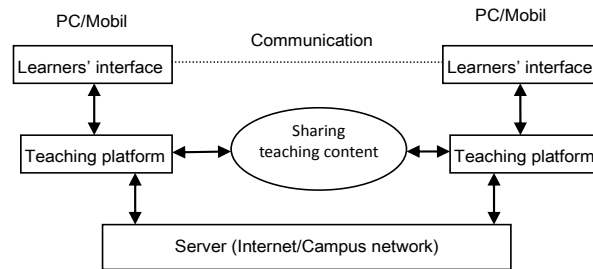 PC/Mobil
PC/Mobil
Communication
Learners’ interface
Learners’ interface
Sharing
teaching content
Teaching platform
Teaching platform
Server (Internet/Campus network)